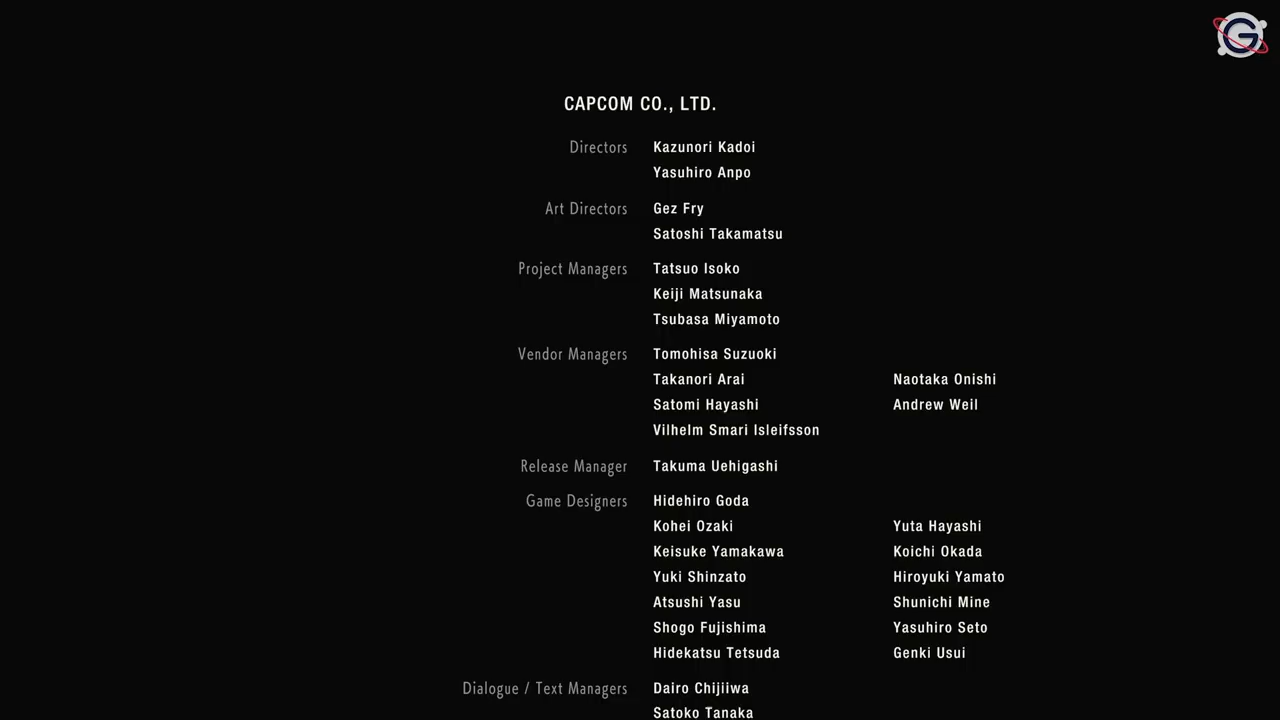 G
CAPCOM CO., LTD.
Directors Kazunori Kadoi
Yasuhiro Anpo
Art Directors Gez Fry
Satoshi Takamatsu
Project Managers Tatsuo Isoko
Keiji Matsunaka
Tsubasa Miyamoto
Vendor Managers Tomohisa Suzuoki
Takanori Arai Naotaka Onishi
Satomi Hayashi Andrew Weil
Vilhelm Smari Isleifsson
Release Manager Takuma Uehigashi
Game Designers Hidehiro Goda
Kohei Ozaki Yuta Hayashi
Keisuke Yamakawa Koichi Okada
Yuki Shinzato Hiroyuki Yamato
Atsushi Yasu Shunichi Mine
Shogo Fujishima Yasuhiro Seto
Hidekatsu Tetsuda Genki Usui
Dialogue / Text Managers Dairo Chijiiwa
Satoko Tanaka